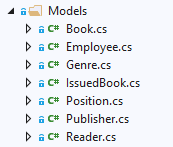 Models
C# Book.cs
C# Employee.cs
C# Genre.cs
C# IssuedBook.cs
C# Position.cs
C# Publisher.cs
C# Reader.cs